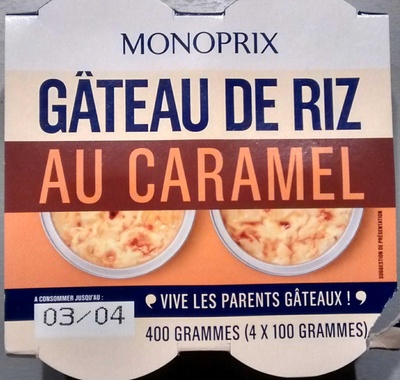 MONOPRIX
GÂTEAU DE RIZ
AU CARAMEL
SUGGESTION DE PRÉSENTATION
A CONSOMMER JUSQU'AU :
03/04
❜ VIVE LES PARENTS GÂTEAUX ! ❜
400 GRAMMES (4 X 100 GRAMMES)